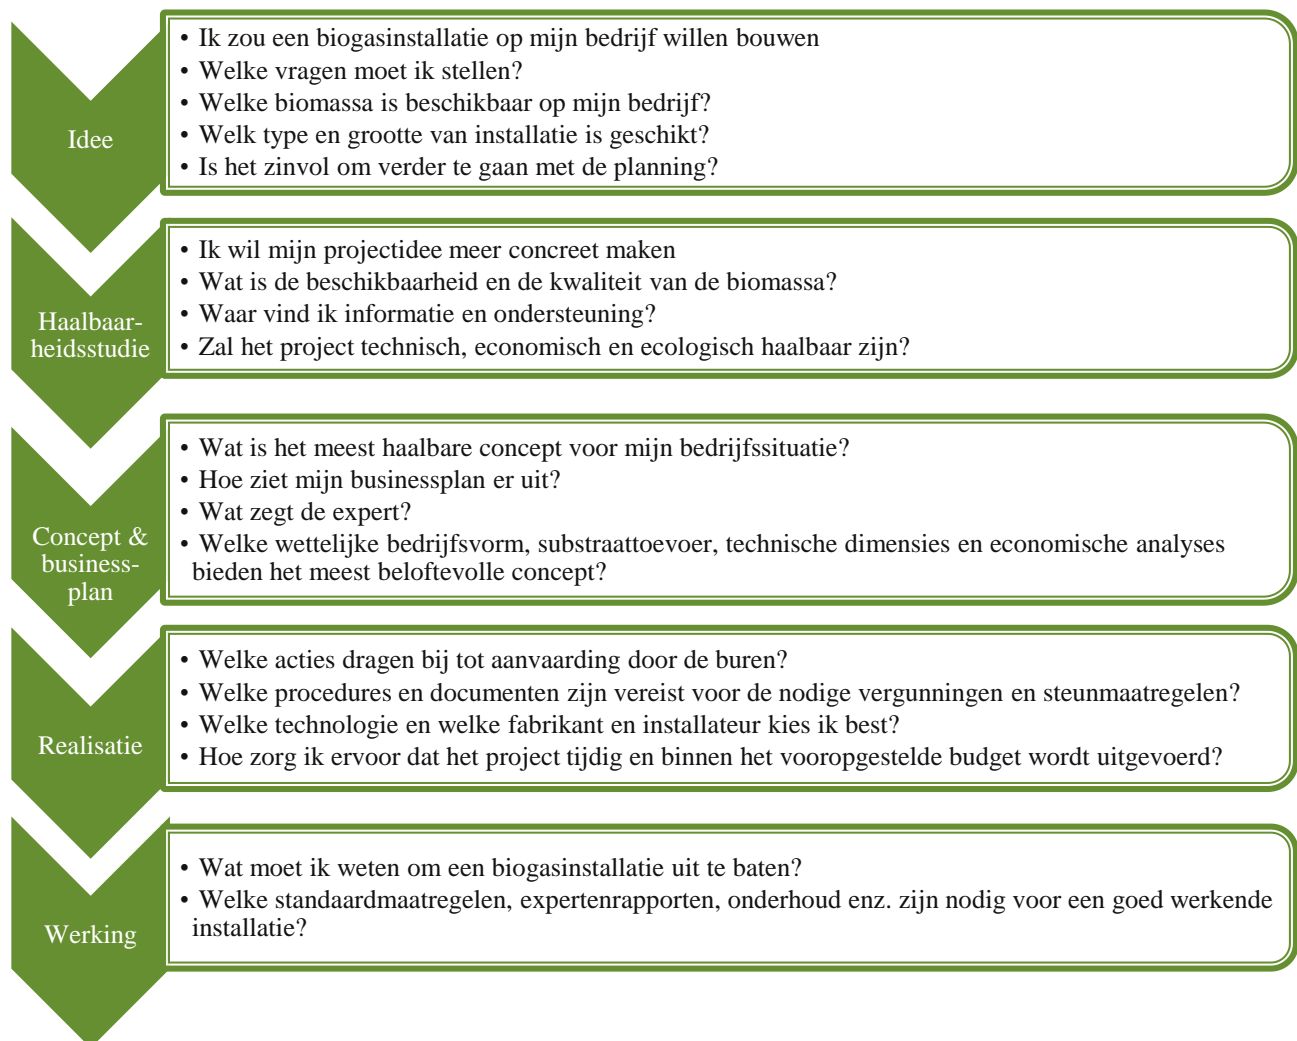 Idee
• Ik zou een biogasinstallatie op mijn bedrijf willen bouwen
• Welke vragen moet ik stellen?
• Welke biomassa is beschikbaar op mijn bedrijf?
• Welk type en grootte van installatie is geschikt?
• Is het zinvol om verder te gaan met de planning?
Haalbaar-
heidsstudie
• Ik wil mijn projectidee meer concreet maken
• Wat is de beschikbaarheid en de kwaliteit van de biomassa?
• Waar vind ik informatie en ondersteuning?
• Zal het project technisch, economisch en ecologisch haalbaar zijn?
Concept &
business-
plan
• Wat is het meest haalbare concept voor mijn bedrijfssituatie?
• Hoe ziet mijn businessplan er uit?
• Wat zegt de expert?
• Welke wettelijke bedrijfsvorm, substraattoevoer, technische dimensies en economische analyses
bieden het meest beloftevolle concept?
Realisatie
• Welke acties dragen bij tot aanvaarding door de buren?
• Welke procedures en documenten zijn vereist voor de nodige vergunningen en steunmaatregelen?
• Welke technologie en welke fabrikant en installateur kies ik best?
• Hoe zorg ik ervoor dat het project tijdig en binnen het vooropgestelde budget wordt uitgevoerd?
Werking
• Wat moet ik weten om een biogasinstallatie uit te baten?
• Welke standaardmaatregelen, expertenrapporten, onderhoud enz. zijn nodig voor een goed werkende
installatie?